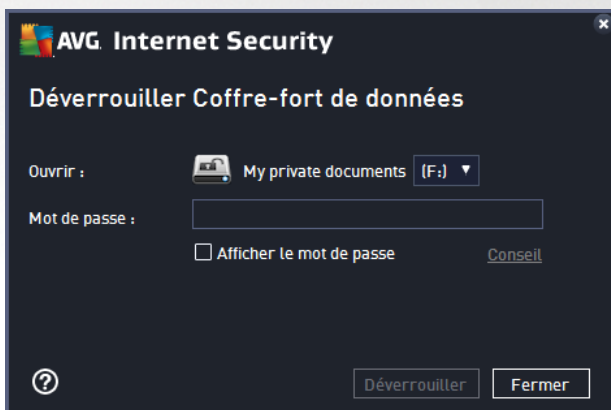 AVG. Internet Security
Déverrouiller Coffre-fort de données
Ouvrir : My private documents (F:)
Mot de passe :
Afficher le mot de passe Conseil
Déverrouiller Fermer